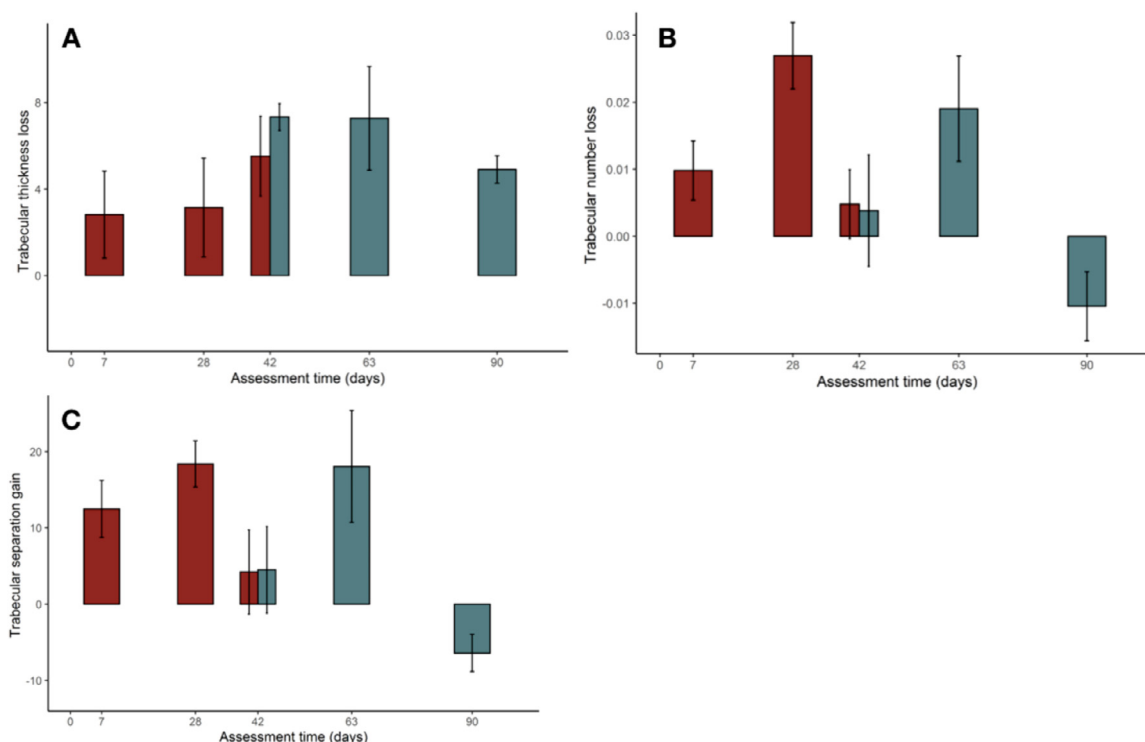 A
Trabecular thickness loss
8
4
0
0 7 28 42 63 90
Assessment time (days)
B
Trabecular number loss
0.03
0.02
0.01
0.00
-0.01
0 7 28 42 63 90
Assessment time (days)
C
Trabecular separation gain
20
10
0
-10
0 7 28 42 63 90
Assessment time (days)